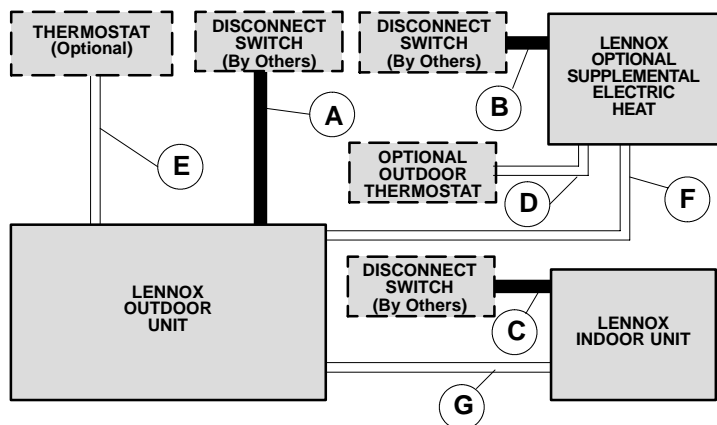 THERMOSTAT
(Optional)
DISCONNECT
SWITCH
(By Others)
DISCONNECT
SWITCH
(By Others)
LENNOX
OPTIONAL
SUPPLEMENTAL
ELECTRIC
HEAT
A
B
E
OPTIONAL
OUTDOOR
THERMOSTAT
D
F
LENNOX
OUTDOOR
UNIT
DISCONNECT
SWITCH
(By Others)
C
LENNOX
INDOOR UNIT
G